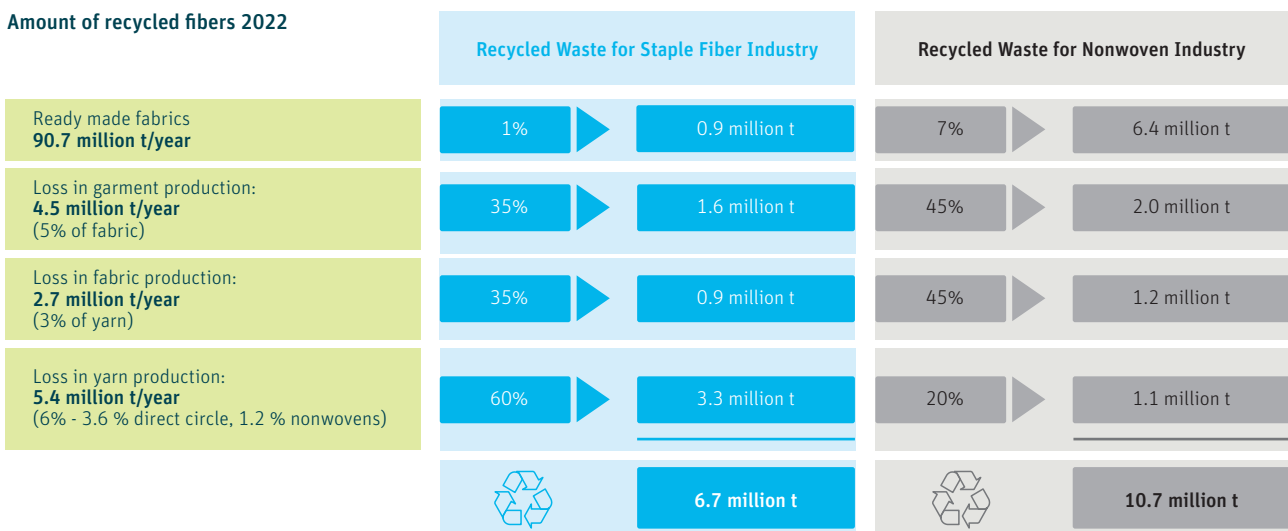 Amount of recycled fibers 2022
Recycled Waste for Staple Fiber Industry
Recycled Waste for Nonwoven Industry
Ready made fabrics
90.7 million t/year
1%
0.9 million t
7%
6.4 million t
Loss in garment production:
4.5 million t/year
(5% of fabric)
35%
1.6 million t
45%
2.0 million t
Loss in fabric production:
2.7 million t/year
(3% of yarn)
35%
0.9 million t
45%
1.2 million t
Loss in yarn production:
5.4 million t/year
(6% - 3.6 % direct circle, 1.2 % nonwovens)
60%
3.3 million t
20%
1.1 million t
6.7 million t
10.7 million t